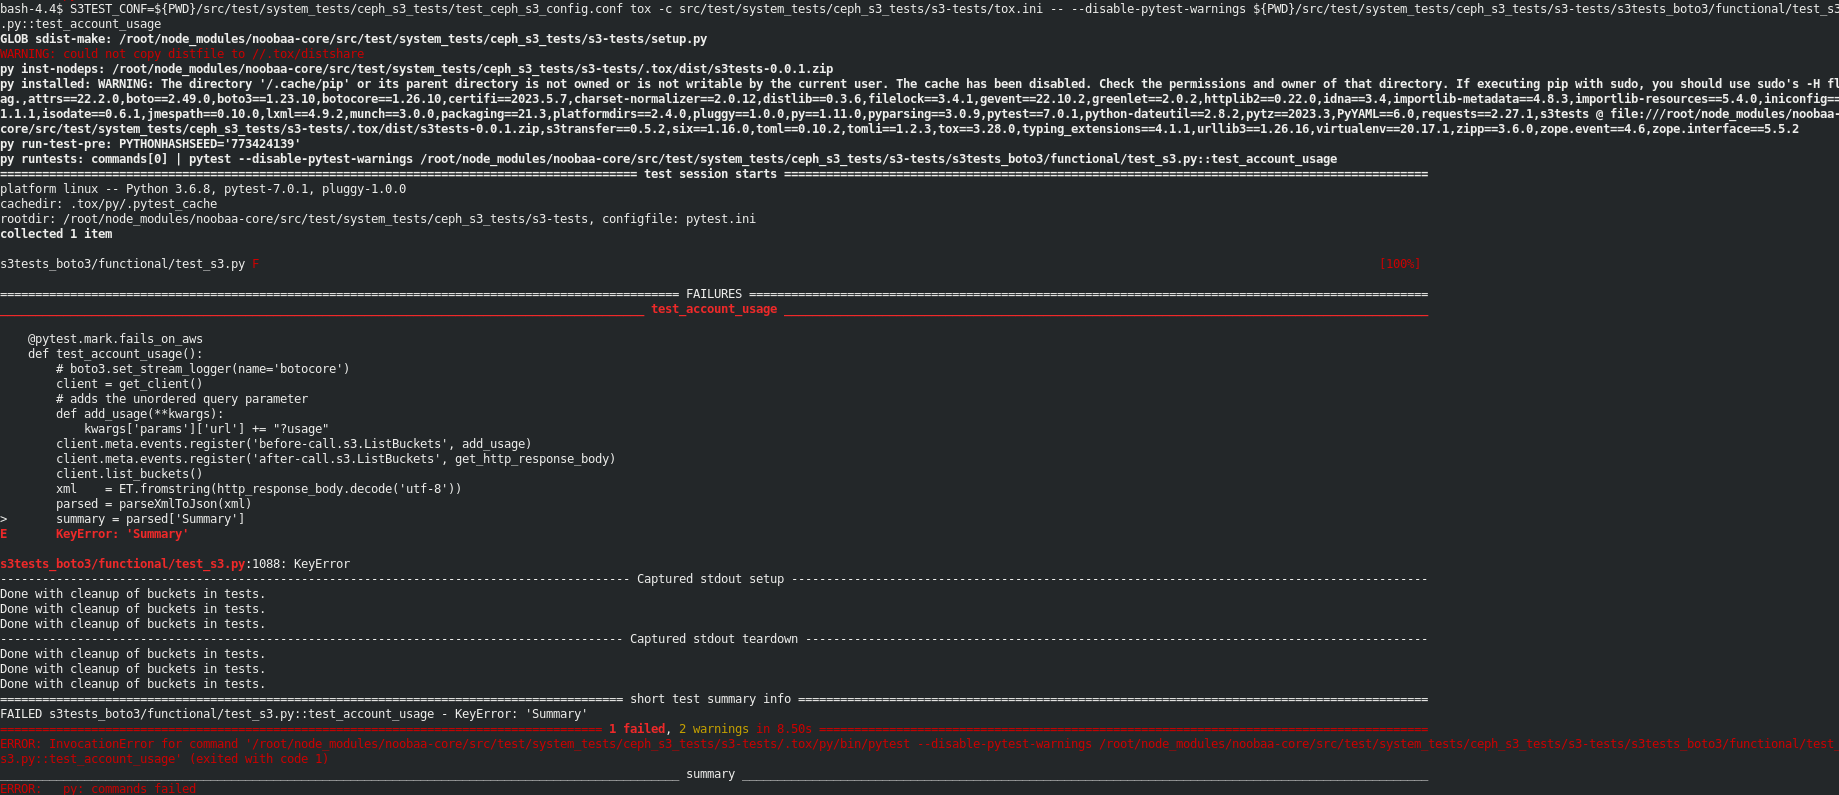 bash-4.4$ S3TEST_CONF=${PWD}/src/test/system_tests/ceph_s3_tests/test_ceph_s3_config.conf tox -c src/test/system_tests/ceph_s3_tests/s3-tests/tox.ini -- --disable-pytest-warnings ${PWD}/src/test/system_tests/ceph_s3_tests/s3-tests/s3tests_boto3/functional/test_s3
.py::test_account_usage
GLOB sdist-make: /root/node_modules/noobaa-core/src/test/system_tests/ceph_s3_tests/s3-tests/setup.py
WARNING: could not copy distfile to //.tox/distshare
py inst-nodeps: /root/node_modules/noobaa-core/src/test/system_tests/ceph_s3_tests/s3-tests/.tox/dist/s3tests-0.0.1.zip
py installed: WARNING: The directory '/.cache/pip' or its parent directory is not owned or is not writable by the current user. The cache has been disabled. Check the permissions and owner of that directory. If executing pip with sudo, you should use sudo's -H fl
ag.,attrs==22.2.0,boto==2.49.0,boto3==1.23.10,botocore==1.26.10,certifi==2023.5.7,charset-normalizer==2.0.12,distlib==0.3.6,filelock==3.4.1,gevent==22.10.2,greenlet==2.0.2,httplib2==0.22.0,idna==3.4,importlib-metadata==4.8.3,importlib-resources==5.4.0,iniconfig==
1.1.1,isodate==0.6.1,jmespath==0.10.0,lxml==4.9.2,munch==3.0.0,packaging==21.3,platformdirs==2.4.0,pluggy==1.0.0,py==1.11.0,pyparsing==3.0.9,pytest==7.0.1,python-dateutil==2.8.2,pytz==2023.3,PyYAML==6.0,requests==2.27.1,s3tests @ file:///root/node_modules/noobaa-
core/src/test/system_tests/ceph_s3_tests/s3-tests/.tox/dist/s3tests-0.0.1.zip,s3transfer==0.5.2,six==1.16.0,toml==0.10.2,tomli==1.2.3,tox==3.28.0,typing_extensions==4.1.1,urllib3==1.26.16,virtualenv==20.17.1,zipp==3.6.0,zope.event==4.6,zope.interface==5.5.2
py run-test-pre: PYTHONHASHSEED='773424139'
py runtests: commands[0] | pytest --disable-pytest-warnings /root/node_modules/noobaa-core/src/test/system_tests/ceph_s3_tests/s3-tests/s3tests_boto3/functional/test_s3.py::test_account_usage
=========================================================================================== test session starts ============================================================================================
platform linux -- Python 3.6.8, pytest-7.0.1, pluggy-1.0.0
cachedir: .tox/py/.pytest_cache
rootdir: /root/node_modules/noobaa-core/src/test/system_tests/ceph_s3_tests/s3-tests, configfile: pytest.ini
collected 1 item

s3tests_boto3/functional/test_s3.py F [100%]

================================================================================================= FAILURES =================================================================================================
____________________________________________________________________________________________ test_account_usage ____________________________________________________________________________________________

    @pytest.mark.fails_on_aws
    def test_account_usage():
        # boto3.set_stream_logger(name='botocore')
        client = get_client()
        # adds the unordered query parameter
        def add_usage(**kwargs):
            kwargs['params']['url'] += "?usage"
        client.meta.events.register('before-call.s3.ListBuckets', add_usage)
        client.meta.events.register('after-call.s3.ListBuckets', get_http_response_body)
        client.list_buckets()
        xml    = ET.fromstring(http_response_body.decode('utf-8'))
        parsed = parseXmlToJson(xml)
>       summary = parsed['Summary']
E       KeyError: 'Summary'

s3tests_boto3/functional/test_s3.py:1088: KeyError
------------------------------------------------------------------------------------------ Captured stdout setup -------------------------------------------------------------------------------------------
Done with cleanup of buckets in tests.
Done with cleanup of buckets in tests.
Done with cleanup of buckets in tests.
----------------------------------------------------------------------------------------- Captured stdout teardown -----------------------------------------------------------------------------------------
Done with cleanup of buckets in tests.
Done with cleanup of buckets in tests.
Done with cleanup of buckets in tests.
========================================================================================= short test summary info ==========================================================================================
FAILED s3tests_boto3/functional/test_s3.py::test_account_usage - KeyError: 'Summary'
====================================================================================== 1 failed, 2 warnings in 8.50s =======================================================================================
ERROR: InvocationError for command '/root/node_modules/noobaa-core/src/test/system_tests/ceph_s3_tests/s3-tests/.tox/py/bin/pytest --disable-pytest-warnings /root/node_modules/noobaa-core/src/test/system_tests/ceph_s3_tests/s3-tests/s3tests_boto3/functional/test_
s3.py::test_account_usage' (exited with code 1)
_________________________________________________________________________________________________ summary __________________________________________________________________________________________________
ERROR:   py: commands failed